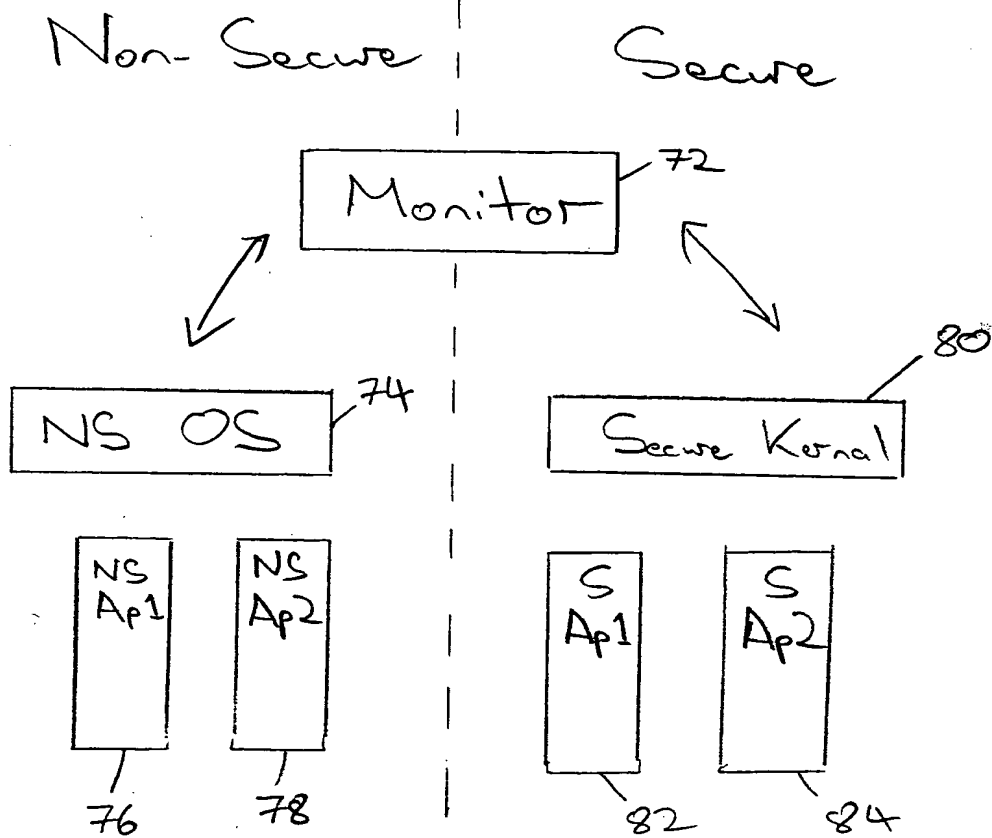 Non-Secure
Secure
Monitor
72
NS OS
74
Secure Kernal
80
NS
Ap1
NS
Ap2
S
Ap1
S
Ap2
76
78
82
84